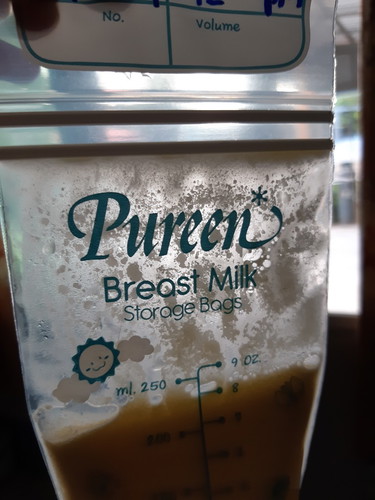 No.
Volume
Pureen*
Breast Milk
Storage Bags
9 OZ.
ml. 250
8